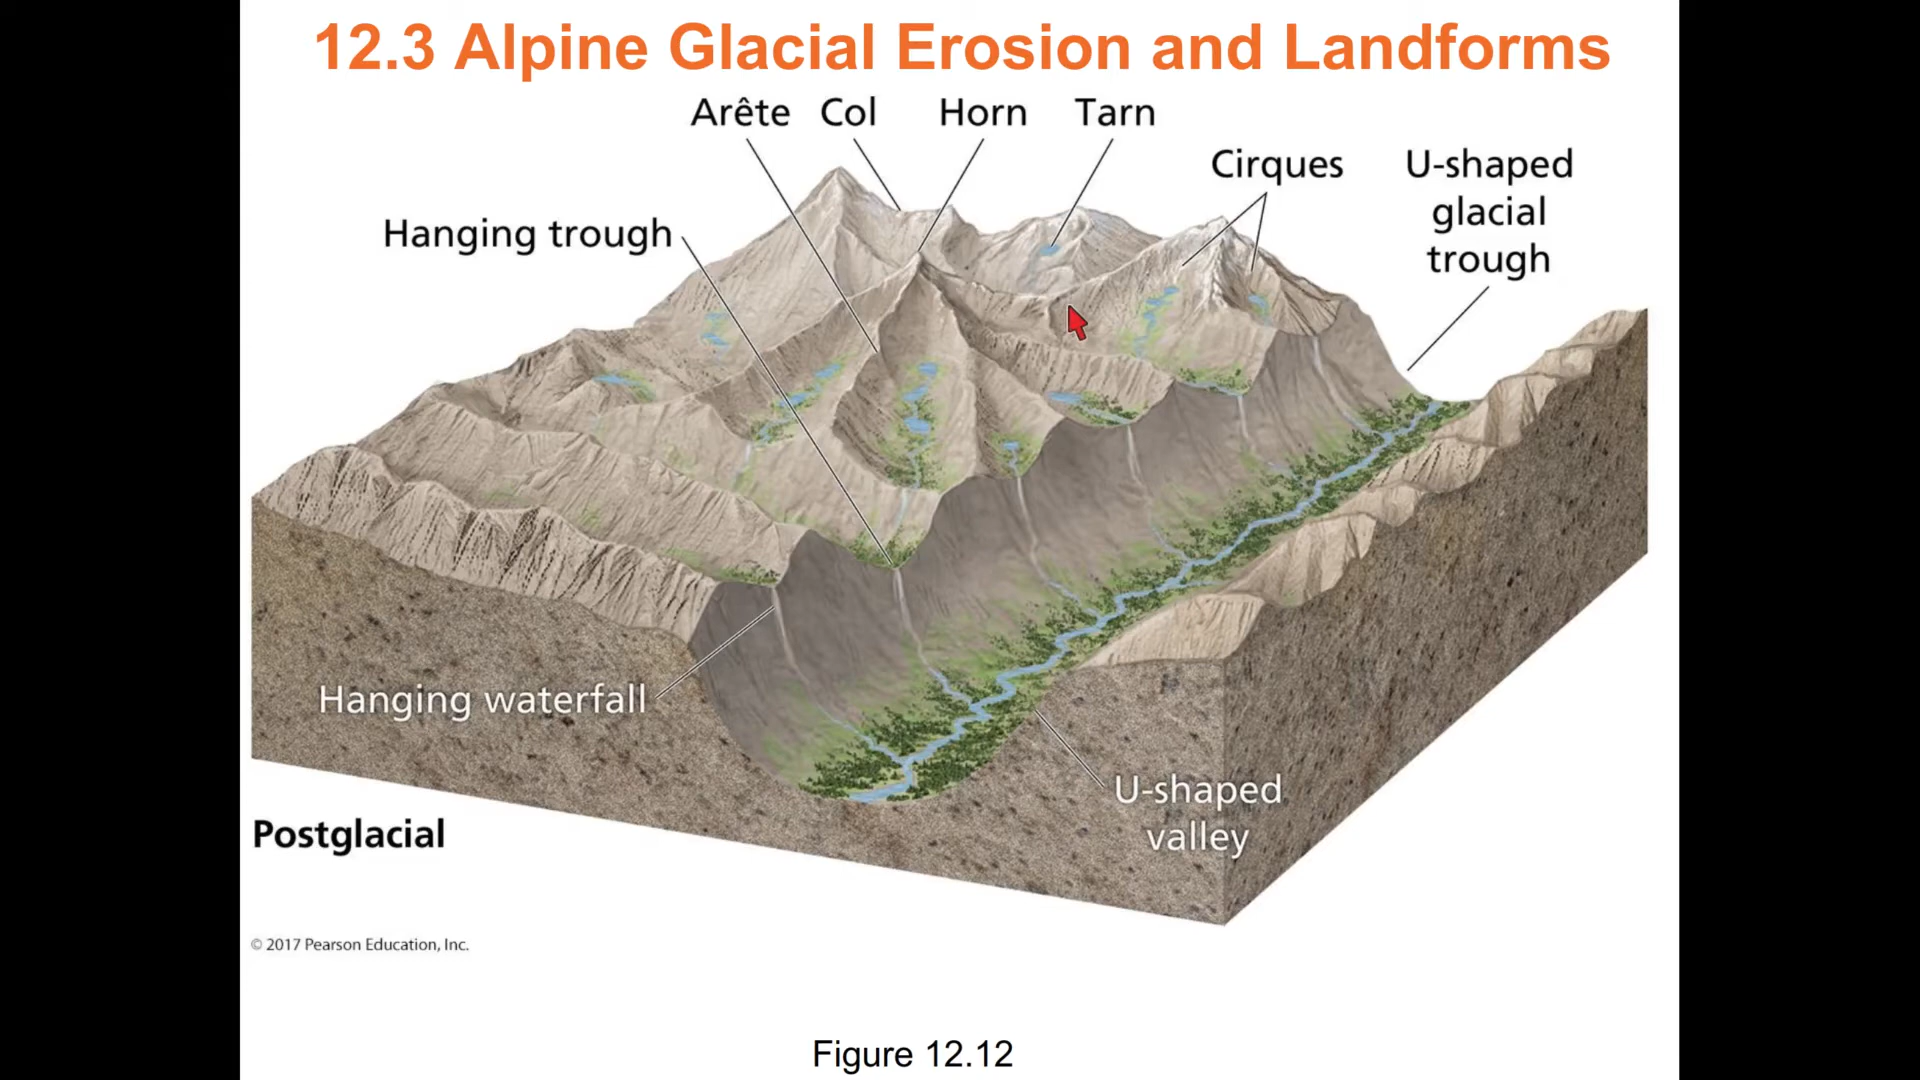 12.3 Alpine Glacial Erosion and Landforms
Arête
Col
Horn
Tarn
Cirques
U-shaped
glacial
trough
Hanging trough
Hanging waterfall
U-shaped
valley
Postglacial
© 2017 Pearson Education, Inc.
Figure 12.12